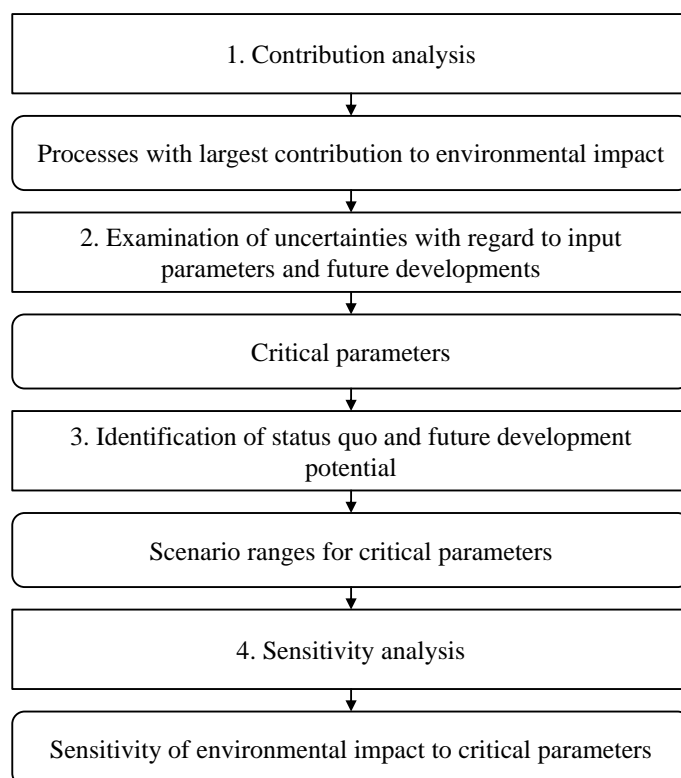 1. Contribution analysis
Processes with largest contribution to environmental impact
2. Examination of uncertainties with regard to input
parameters and future developments
Critical parameters
3. Identification of status quo and future development
potential
Scenario ranges for critical parameters
4. Sensitivity analysis
Sensitivity of environmental impact to critical parameters